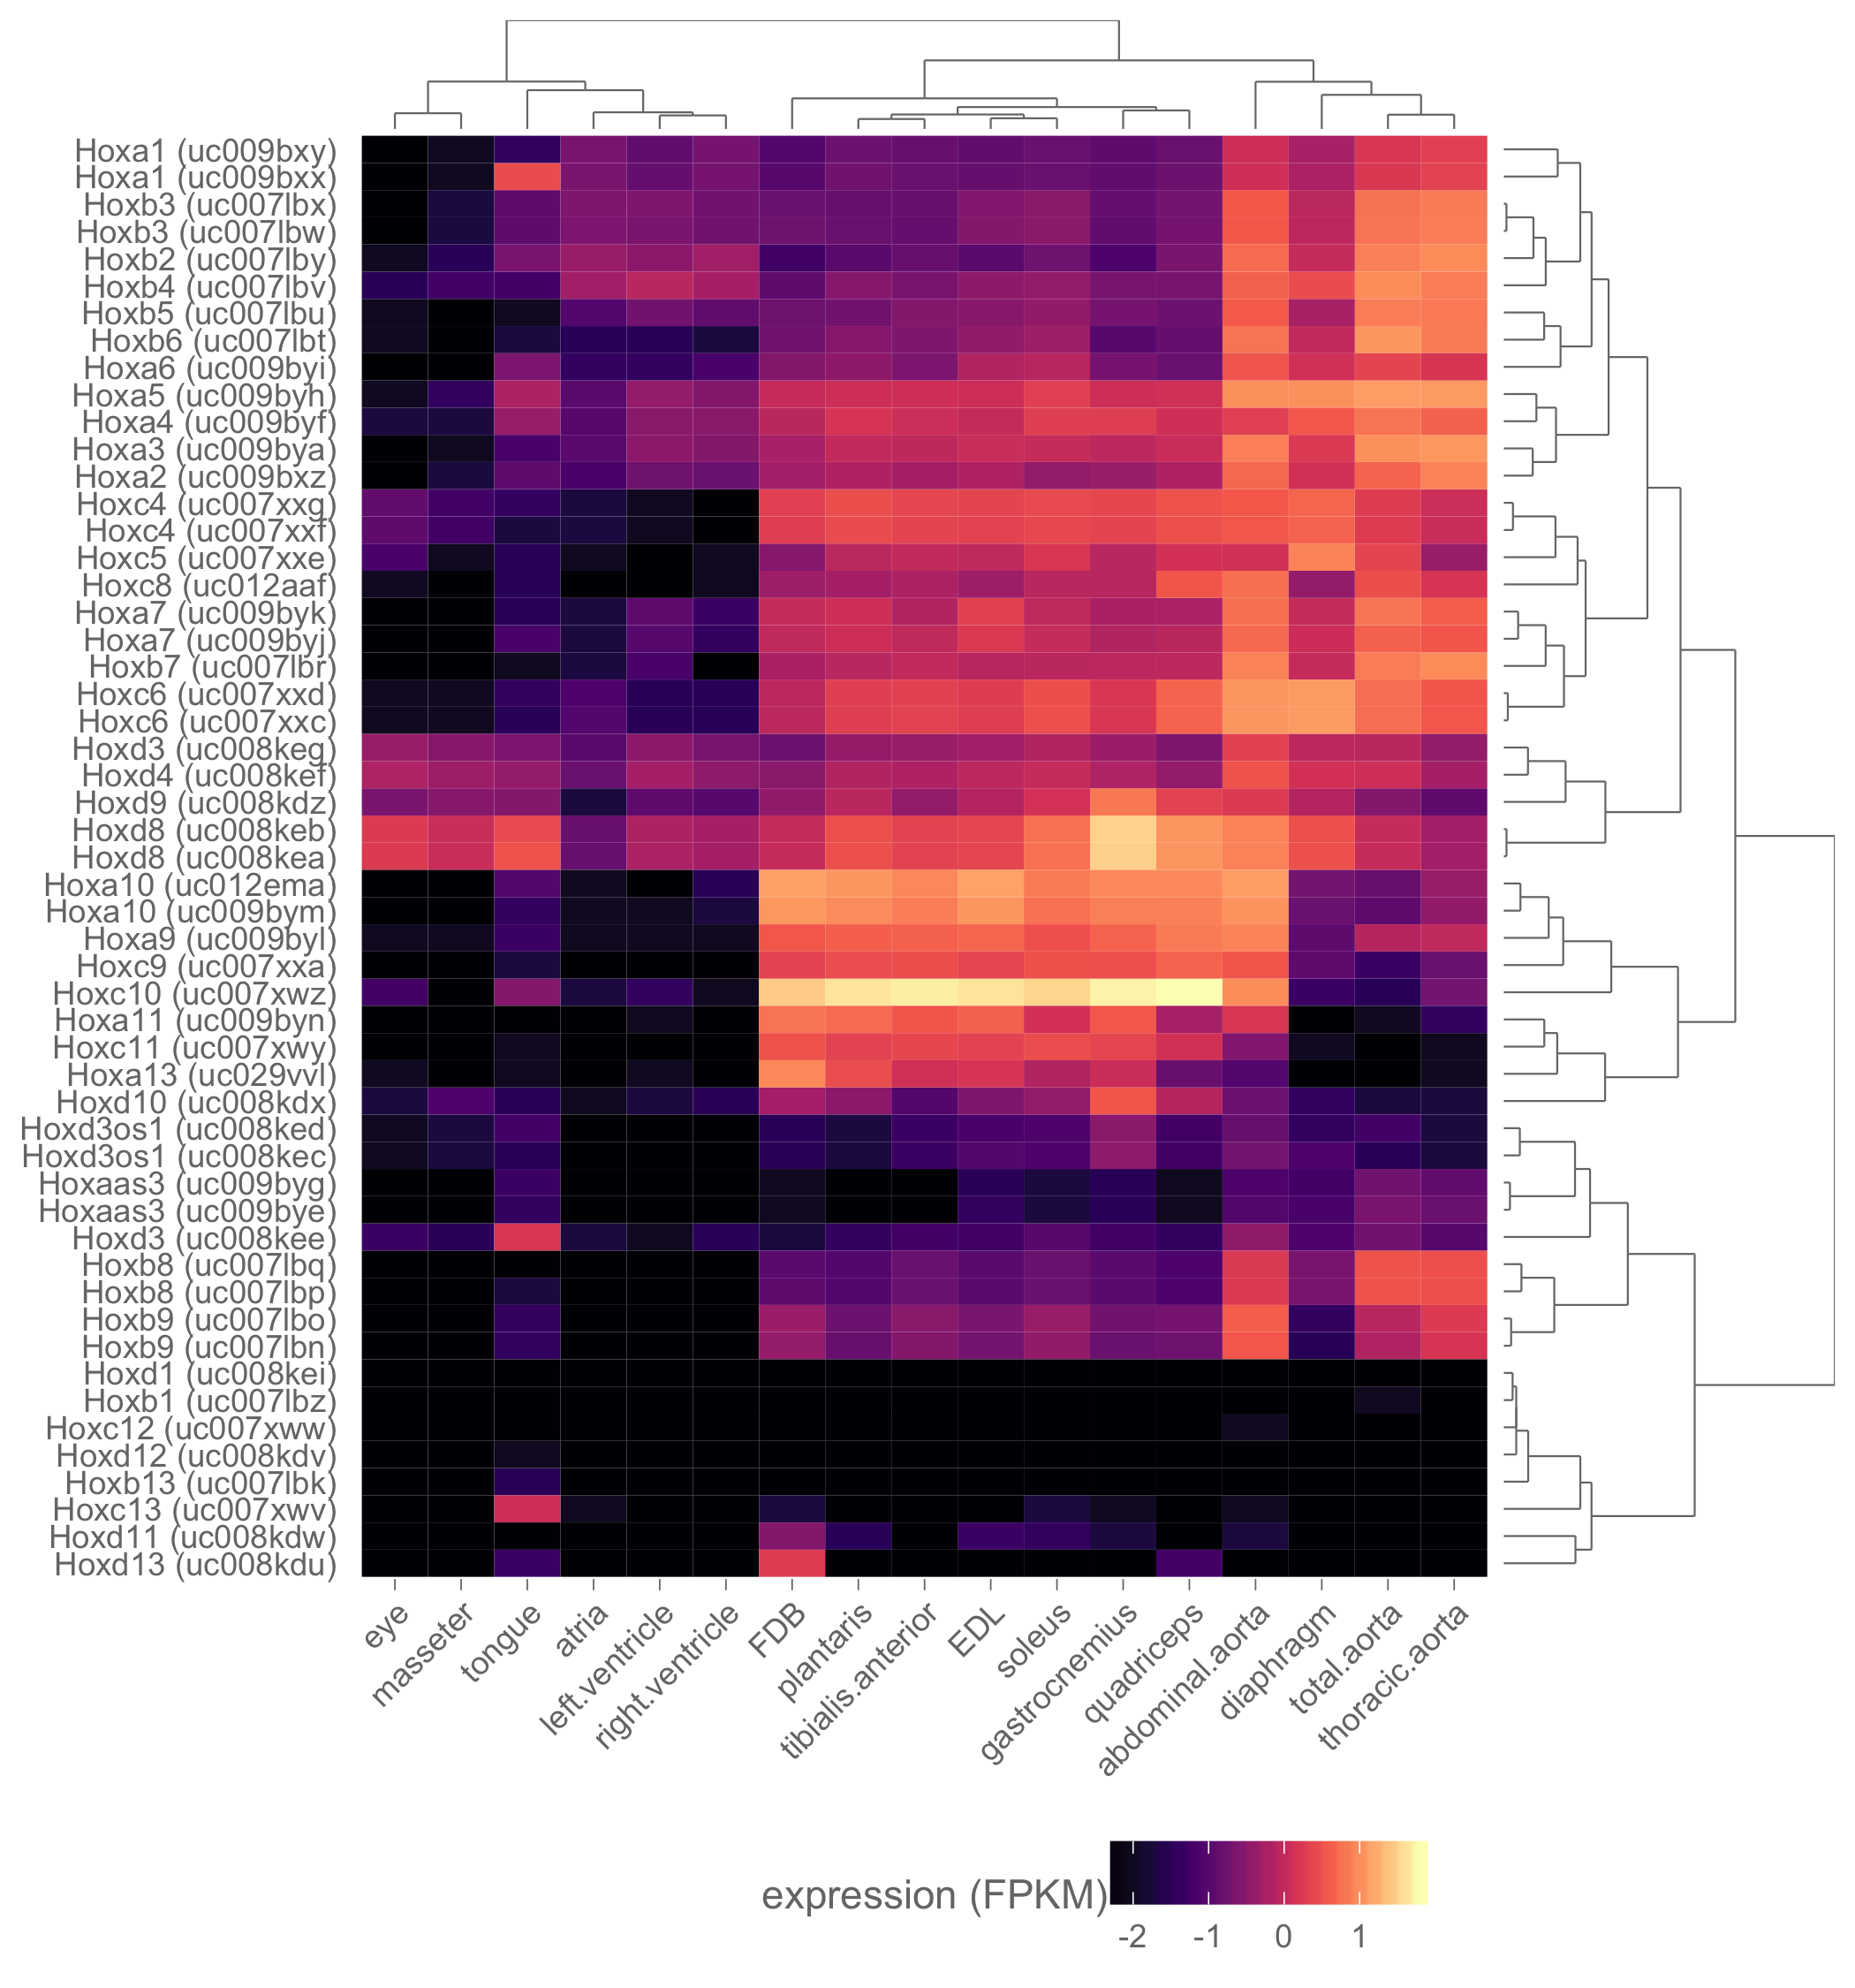 Hoxa1 (uc009bxy)
Hoxa1 (uc009bxx)
Hoxb3 (uc007lbx)
Hoxb3 (uc007lbw)
Hoxb2 (uc007lby)
Hoxb4 (uc007lbv)
Hoxb5 (uc007lbu)
Hoxb6 (uc007lbt)
Hoxa6 (uc009byi)
Hoxa5 (uc009byh)
Hoxa4 (uc009byf)
Hoxa3 (uc009bya)
Hoxa2 (uc009bxz)
Hoxc4 (uc007xxg)
Hoxc4 (uc007xxf)
Hoxc5 (uc007xxe)
Hoxc8 (uc012aaf)
Hoxa7 (uc009byk)
Hoxa7 (uc009byj)
Hoxb7 (uc007lbr)
Hoxc6 (uc007xxd)
Hoxc6 (uc007xxc)
Hoxd3 (uc008keg)
Hoxd4 (uc008kef)
Hoxd9 (uc008kdz)
Hoxd8 (uc008keb)
Hoxd8 (uc008kea)
Hoxa10 (uc012ema)
Hoxa10 (uc009bym)
Hoxa9 (uc009byl)
Hoxc9 (uc007xxa)
Hoxc10 (uc007xwz)
Hoxa11 (uc009byn)
Hoxc11 (uc007xwy)
Hoxa13 (uc029vvl)
Hoxd10 (uc008kdx)
Hoxd3os1 (uc008ked)
Hoxd3os1 (uc008kec)
Hoxaas3 (uc009byg)
Hoxaas3 (uc009bye)
Hoxd3 (uc008kee)
Hoxb8 (uc007lbq)
Hoxb8 (uc007lbp)
Hoxb9 (uc007lbo)
Hoxb9 (uc007lbn)
Hoxd1 (uc008kei)
Hoxb1 (uc007lbz)
Hoxc12 (uc007xww)
Hoxd12 (uc008kdv)
Hoxb13 (uc007lbk)
Hoxc13 (uc007xwv)
Hoxd11 (uc008kdw)
Hoxd13 (uc008kdu)
eye
masseter
tongue
atria
left.ventricle
right.ventricle
FDB
plantaris
tibialis.anterior
EDL
soleus
gastrocnemius
quadriceps
abdominal.aorta
diaphragm
total.aorta
thoracic.aorta
expression (FPKM)
-2 -1 0 1